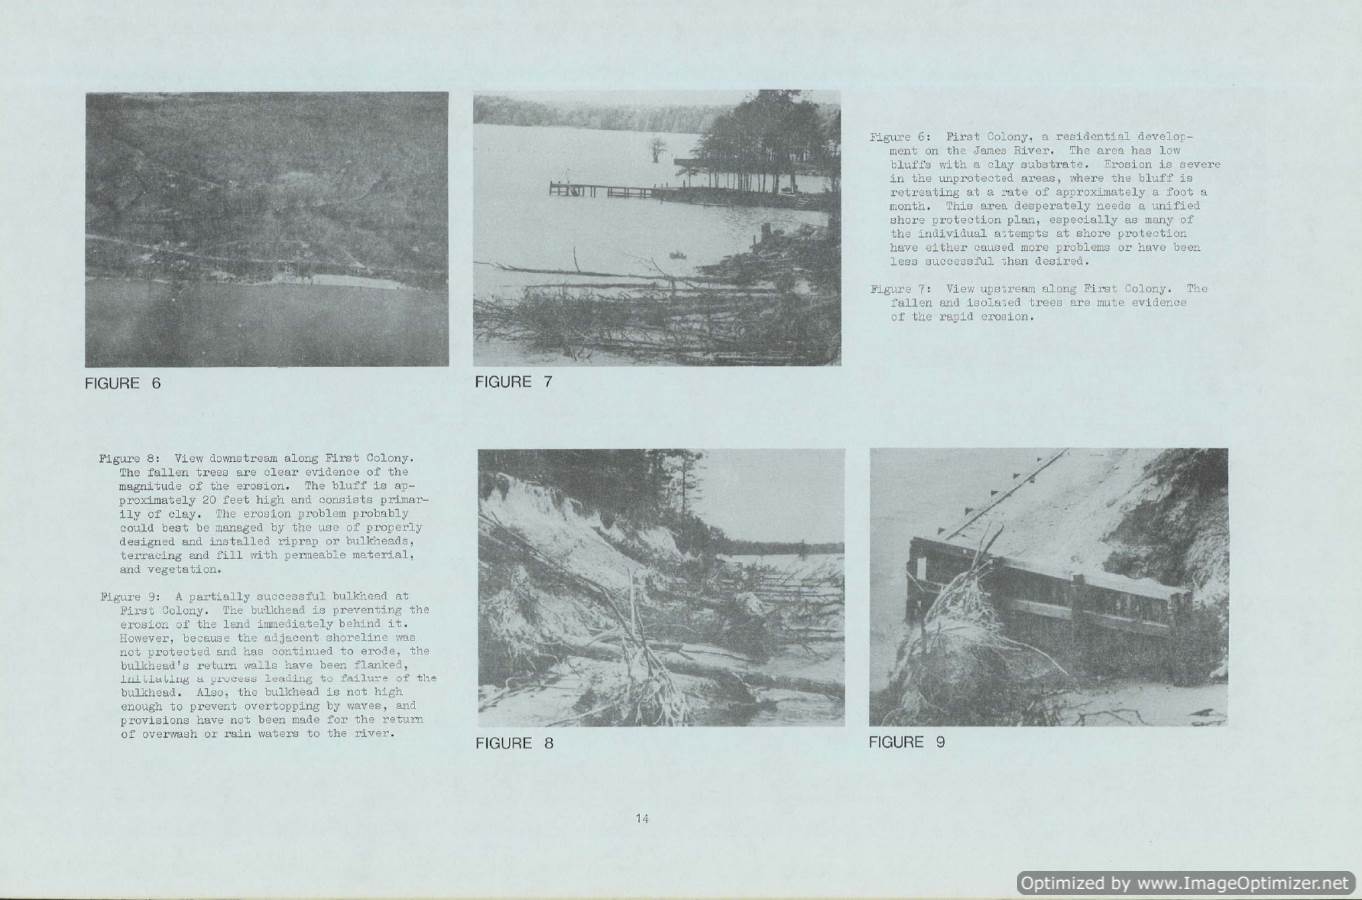 Figure 6:  First Colony, a residential develop-
ment on the James River.  The area has low
bluffs with a clay substrate.  Erosion is severe
in the unprotected areas, where the bluff is
retreating at a rate of approximately a foot a
month.  This area desperately needs a unified
shore protection plan, especially as many of
the individual attempts at shore protection
have either caused more problems or have been
less successful than desired.
Figure 7:  View upstream along First Colony.  The
fallen and isolated trees are mute evidence
of the rapid erosion.
FIGURE 6
FIGURE 7
Figure 8:  View downstream along First Colony.
The fallen trees are clear evidence of the
magnitude of the erosion.  The bluff is ap-
proximately 20 feet high and consists primar-
ily of clay.  The erosion problem probably
could best be managed by the use of properly
designed and installed riprap or bulkheads,
terracing and fill with permeable material,
and vegetation.
Figure 9:  A partially successful bulkhead at
First Colony.  The bulkhead is preventing the
erosion of the land immediately behind it.
However, because the adjacent shoreline was
not protected and has continued to erode, the
bulkhead's return walls have been flanked,
initiating a process leading to failure of the
bulkhead.  Also, the bulkhead is not high
enough to prevent overtopping by waves, and
provisions have not been made for the return
of overwash or rain waters to the river.
FIGURE 8
FIGURE 9
14
Optimized by www.ImageOptimizer.net